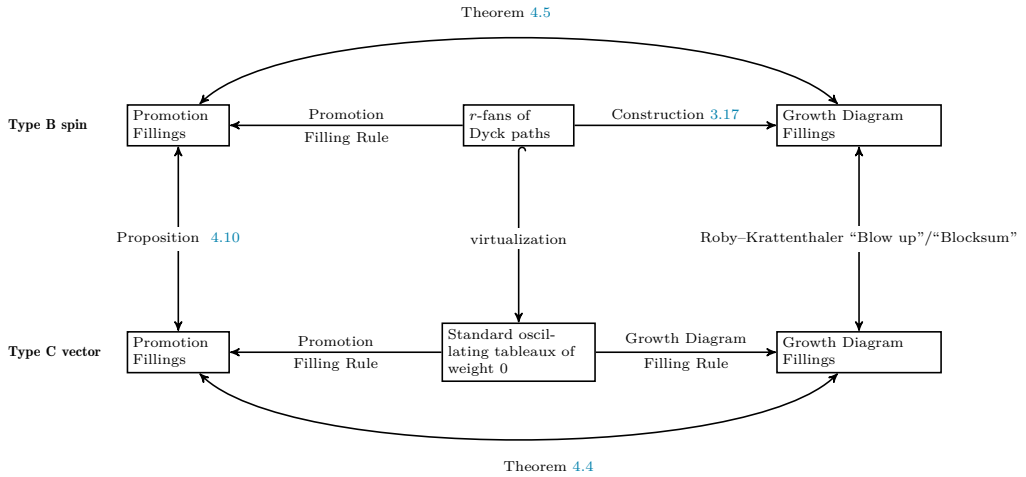 Theorem 4.5
Type B spin
Promotion
Fillings
Promotion
Filling Rule
r-fans of
Dyck paths
Construction 3.17
Growth Diagram
Fillings
Proposition 4.10
virtualization
Roby–Krattenthaler “Blow up”/“Blocksum”
Type C vector
Promotion
Fillings
Promotion
Filling Rule
Standard oscil-
lating tableaux of
weight 0
Growth Diagram
Filling Rule
Growth Diagram
Fillings
Theorem 4.4